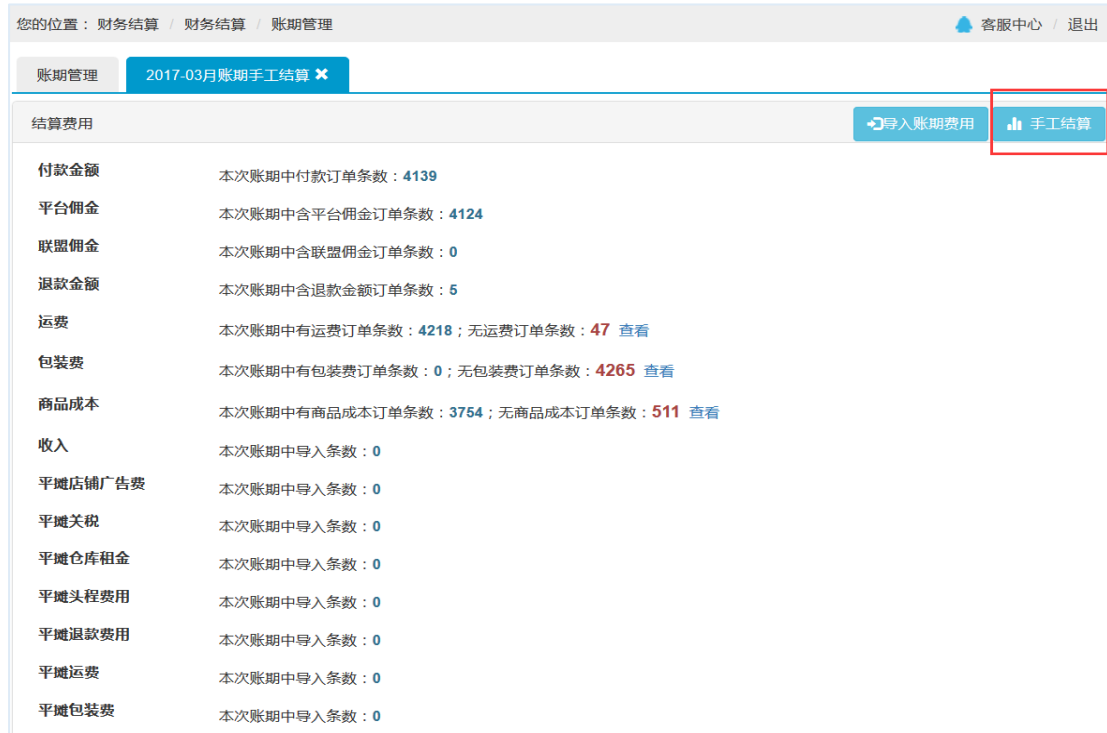 您的位置： 财务结算 / 财务结算 / 账期管理 客服中心 / 退出
账期管理 2017-03月账期手工结算 ✖
结算费用 导入账期费用 手工结算
付款金额 本次账期中付款订单条数：4139
平台佣金 本次账期中含平台佣金订单条数：4124
联盟佣金 本次账期中含联盟佣金订单条数：0
退款金额 本次账期中含退款金额订单条数：5
运费 本次账期中有运费订单条数：4218；无运费订单条数：47 查看
包装费 本次账期中有包装费订单条数：0；无包装费订单条数：4265 查看
商品成本 本次账期中有商品成本订单条数：3754；无商品成本订单条数：511 查看
收入 本次账期中导入条数：0
平摊店铺广告费 本次账期中导入条数：0
平摊关税 本次账期中导入条数：0
平摊仓库租金 本次账期中导入条数：0
平摊头程费用 本次账期中导入条数：0
平摊退款费用 本次账期中导入条数：0
平摊运费 本次账期中导入条数：0
平摊包装费 本次账期中导入条数：0